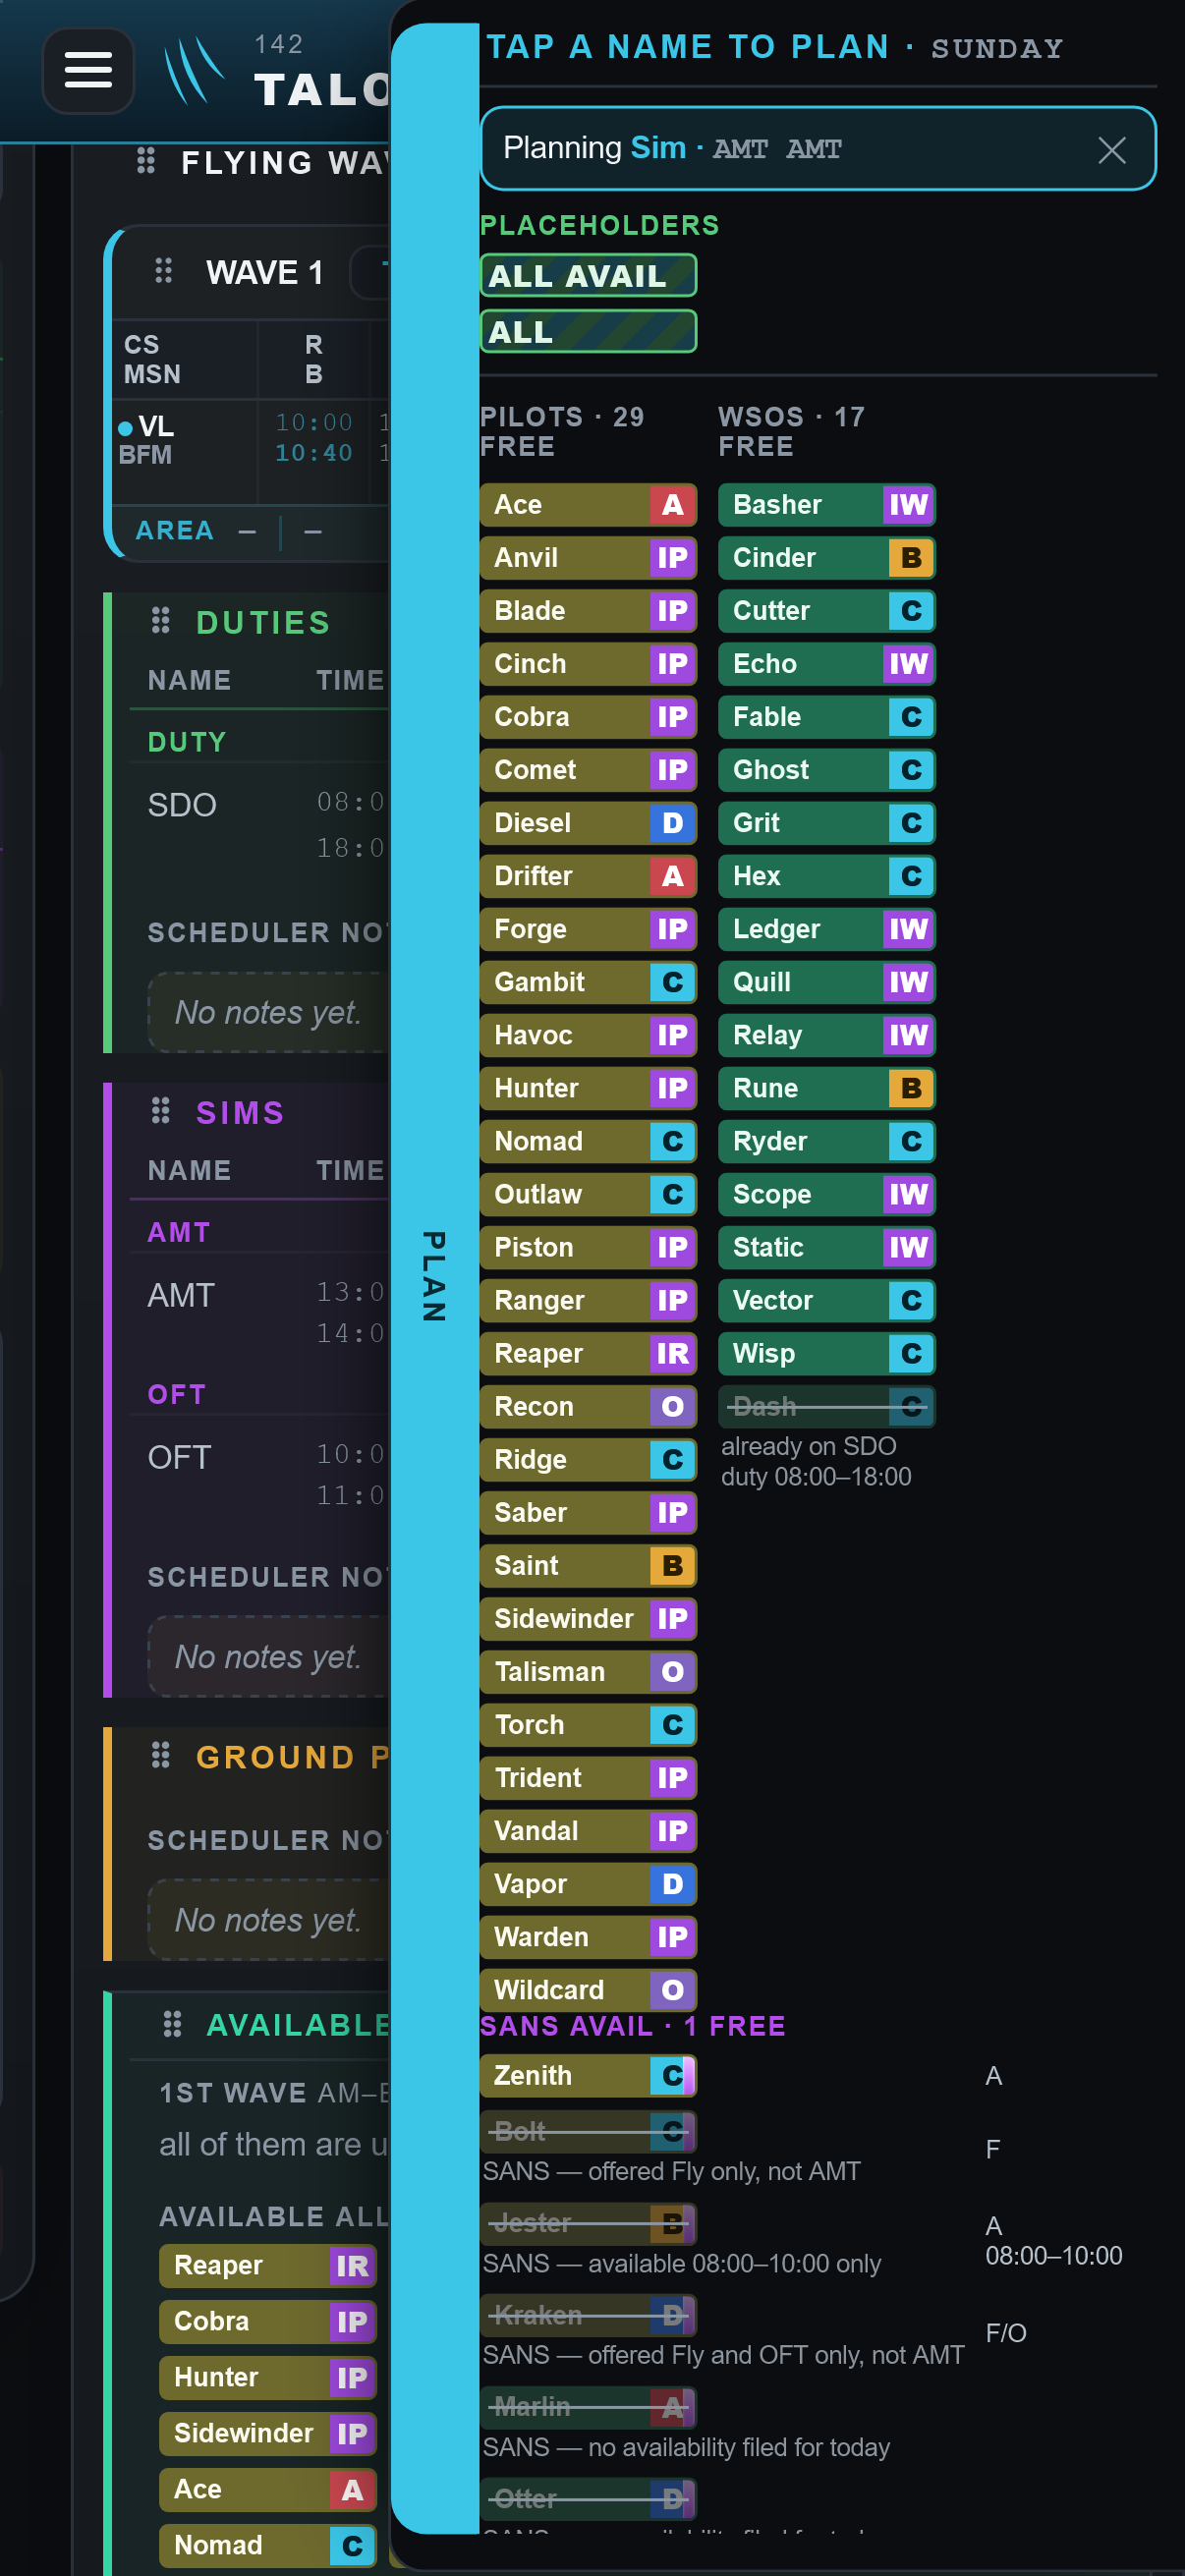 142
TALO
FLYING WAV
WAVE 1
CS
MSN
R
B
VL
BFM
10:00
10:40
1
1
AREA – –
DUTIES
NAME TIME
DUTY
SDO
08:0
18:0
SCHEDULER NO
No notes yet.
SIMS
NAME TIME
AMT
AMT
13:0
14:0
OFT
OFT
10:0
11:0
SCHEDULER NO
No notes yet.
GROUND P
SCHEDULER NO
No notes yet.
AVAILABLE
1ST WAVE AM–E
all of them are u
AVAILABLE ALL
Reaper IR
Cobra IP
Hunter IP
Sidewinder IP
Ace A
Nomad C
PLAN
TAP A NAME TO PLAN · SUNDAY
Planning Sim · AMT AMT
PLACEHOLDERS
ALL AVAIL
ALL
PILOTS · 29
FREE
Ace A
Anvil IP
Blade IP
Cinch IP
Cobra IP
Comet IP
Diesel D
Drifter A
Forge IP
Gambit C
Havoc IP
Hunter IP
Nomad C
Outlaw C
Piston IP
Ranger IP
Reaper IR
Recon O
Ridge C
Saber IP
Saint B
Sidewinder IP
Talisman O
Torch C
Trident IP
Vandal IP
Vapor D
Warden IP
Wildcard O
WSOS · 17
FREE
Basher IW
Cinder B
Cutter C
Echo IW
Fable C
Ghost C
Grit C
Hex C
Ledger IW
Quill IW
Relay IW
Rune B
Ryder C
Scope IW
Static IW
Vector C
Wisp C
Dash C
already on SDO
duty 08:00–18:00
SANS AVAIL · 1 FREE
Zenith C
A
Bolt C
SANS — offered Fly only, not AMT
F
Jester B
SANS — available 08:00–10:00 only
A
08:00–10:00
Kraken D
SANS — offered Fly and OFT only, not AMT
F/O
Marlin A
SANS — no availability filed for today
Otter D